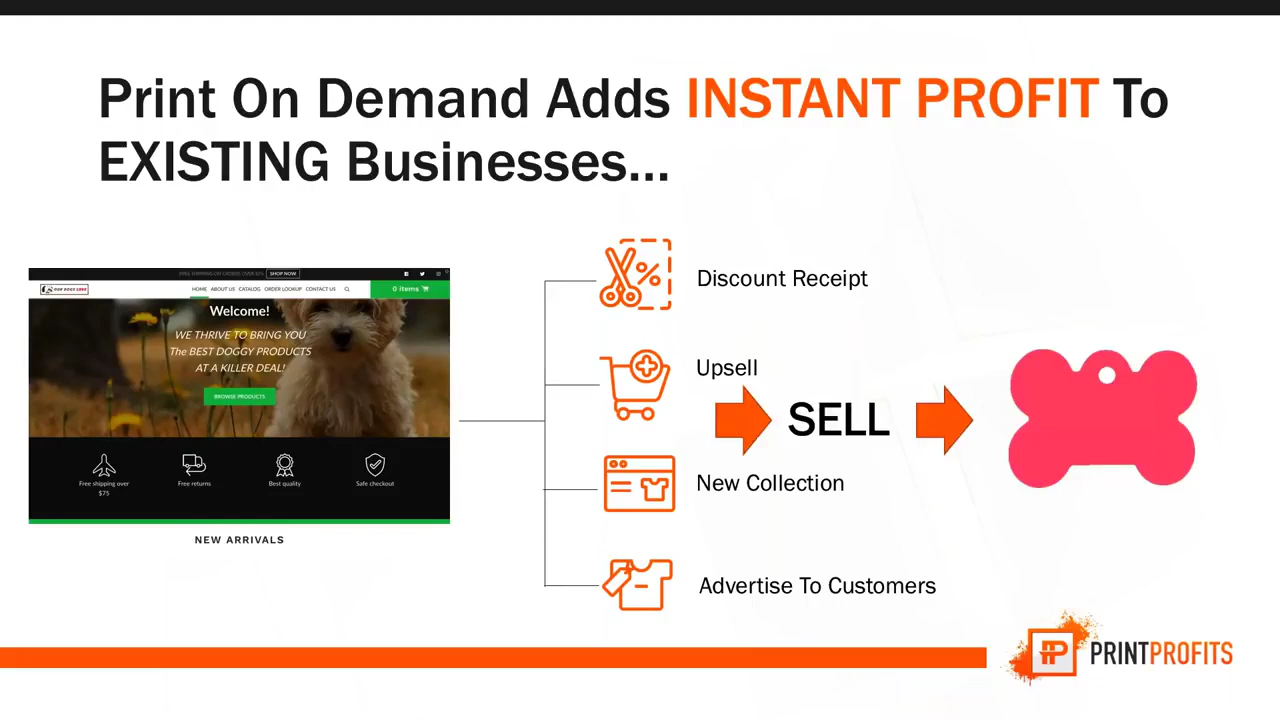 Print On Demand Adds INSTANT PROFIT To
EXISTING Businesses...
FREE SHIPPING ON ORDERS OVER $75 SHOP NOW
OUR DOGS LOVE
HOME ABOUT US CATALOG ORDER LOOKUP CONTACT US
0 items
Welcome!
WE THRIVE TO BRING YOU
The BEST DOGGY PRODUCTS
AT A KILLER DEAL!
BROWSE PRODUCTS
Free shipping over
$75
Free returns
Best quality
Safe checkout
NEW ARRIVALS
Discount Receipt
Upsell
SELL
New Collection
Advertise To Customers
PRINTPROFITS